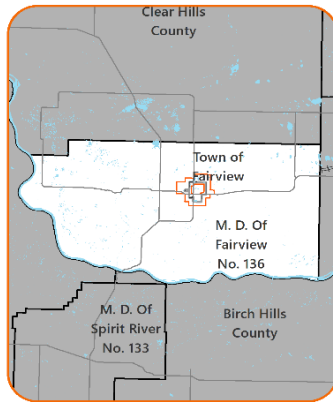 Clear Hills
County
Town of
Fairview
M. D. Of
Fairview
No. 136
M. D. Of
Spirit River
No. 133
Birch Hills
County